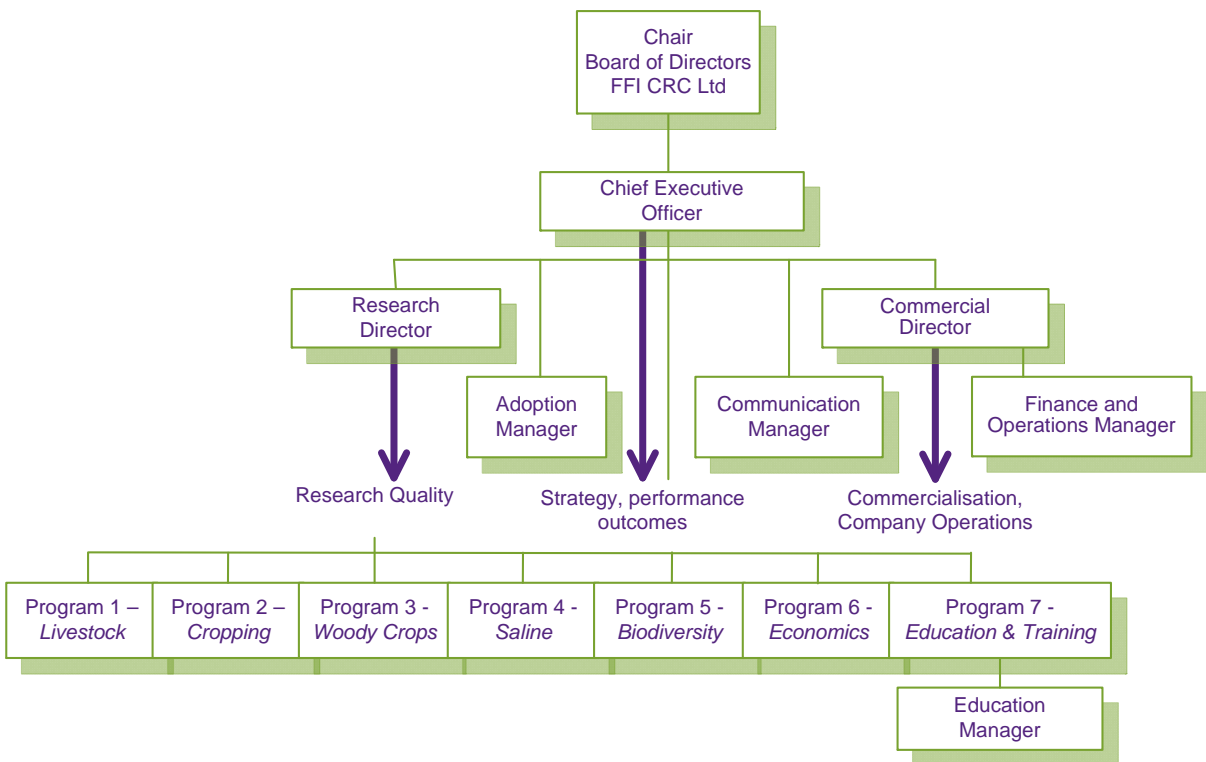 Chair
Board of Directors
FFI CRC Ltd
Chief Executive
Officer
Research
Director
Commercial
Director
Adoption
Manager
Communication
Manager
Finance and
Operations Manager
Research Quality
Strategy, performance
outcomes
Commercialisation,
Company Operations
Program 1 –
Livestock
Program 2 –
Cropping
Program 3 -
Woody Crops
Program 4 -
Saline
Program 5 -
Biodiversity
Program 6 -
Economics
Program 7 -
Education & Training
Education
Manager